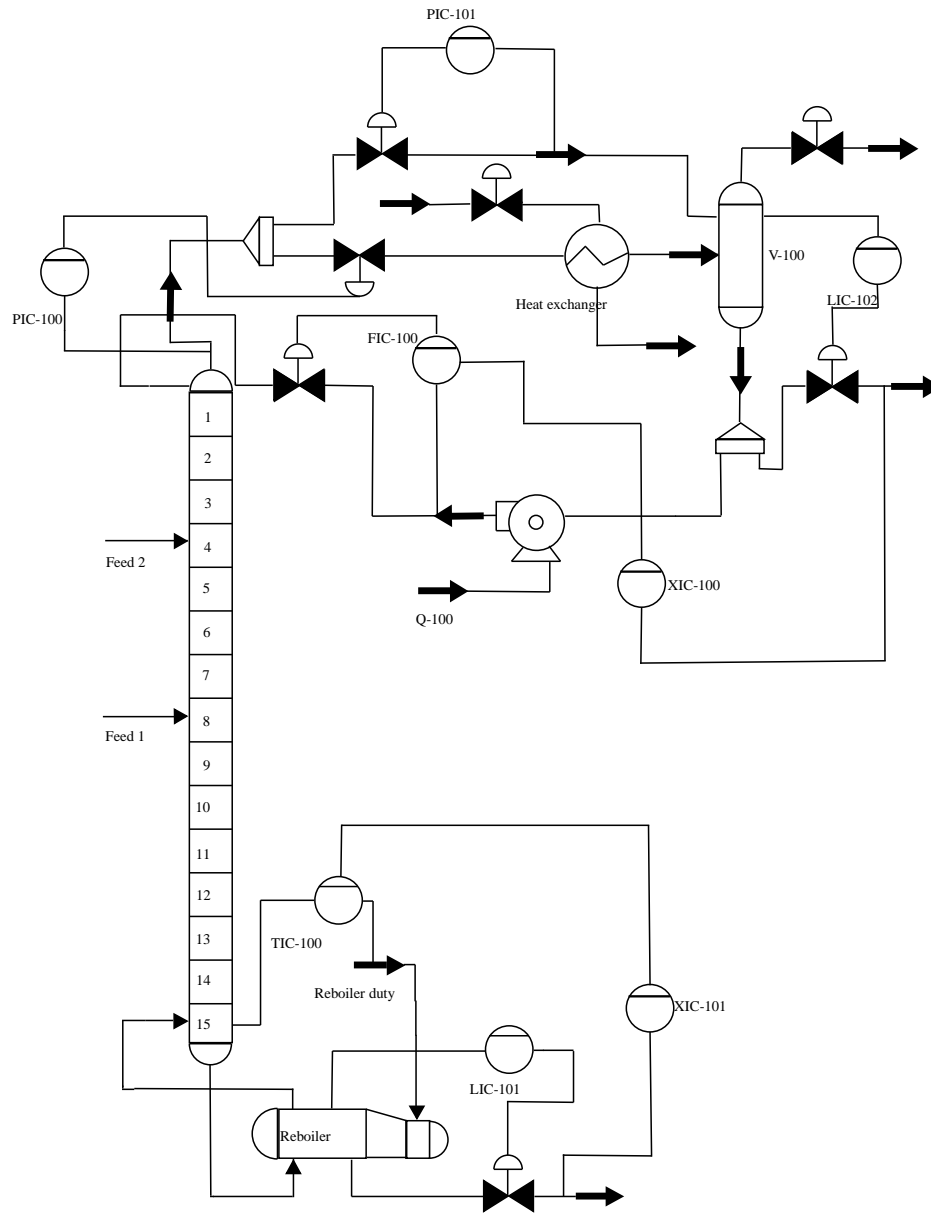 PIC-101
V-100
Heat exchanger
LIC-102
PIC-100
FIC-100
1
2
3
4
Feed 2
5
XIC-100
Q-100
6
7
8
Feed 1
9
10
11
12
13
TIC-100
14
Reboiler duty
XIC-101
15
LIC-101
Reboiler